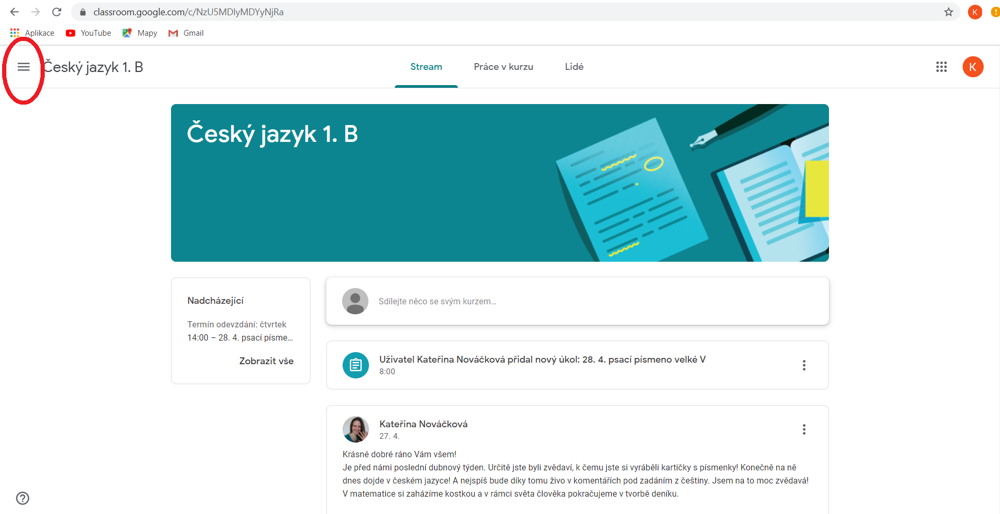 classroom.google.com/c/NzU5MDIyMDYyNjRa
K
Aplikace YouTube Mapy Gmail
Český jazyk 1. B
Stream Práce v kurzu Lidé
K
Český jazyk 1. B
Nadcházející
Termín odevzdání: čtvrtek
14:00 – 28. 4. psací písme...
Zobrazit vše
Sdílejte něco se svým kurzem...
Uživatel Kateřina Nováčková přidal nový úkol: 28. 4. psací písmeno velké V
8:00
Kateřina Nováčková
27. 4.
Krásné dobré ráno Vám všem!
Je před námi poslední dubnový týden. Určitě jste byli zvědaví, k čemu jste si vyráběli kartičky s písmenky! Konečně na ně
dnes dojde v českém jazyce! A nejspíš bude díky tomu živo v komentářích pod zadáním z češtiny. Jsem na to moc zvědavá!
V matematice si zaházíme kostkou a v rámci světa člověka pokračujeme v tvorbě deníku.